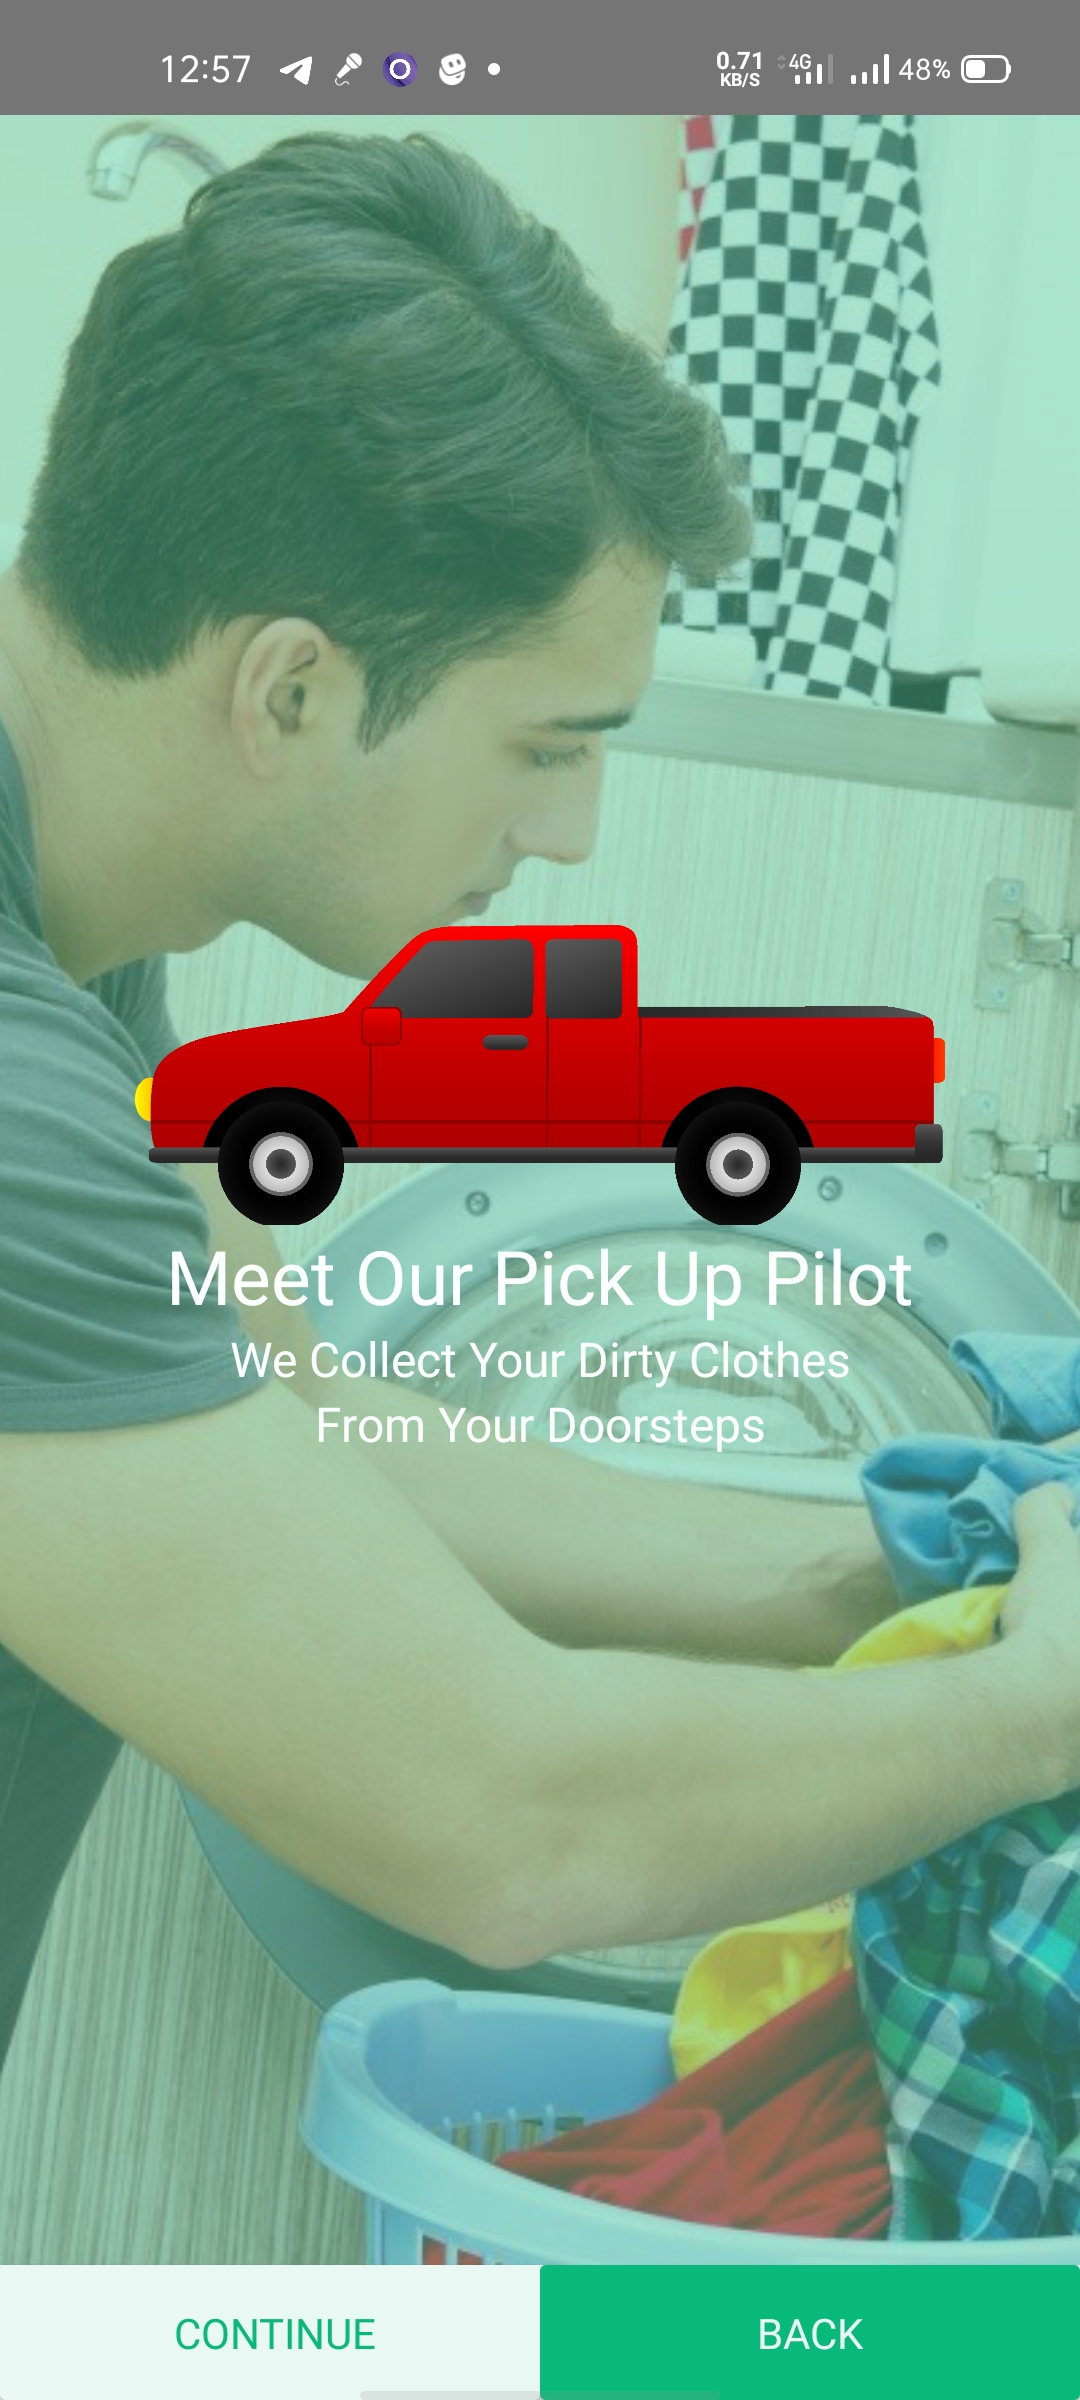 12:57
0.71
KB/S
4G
48%
Meet Our Pick Up Pilot
We Collect Your Dirty Clothes
From Your Doorsteps
CONTINUE
BACK